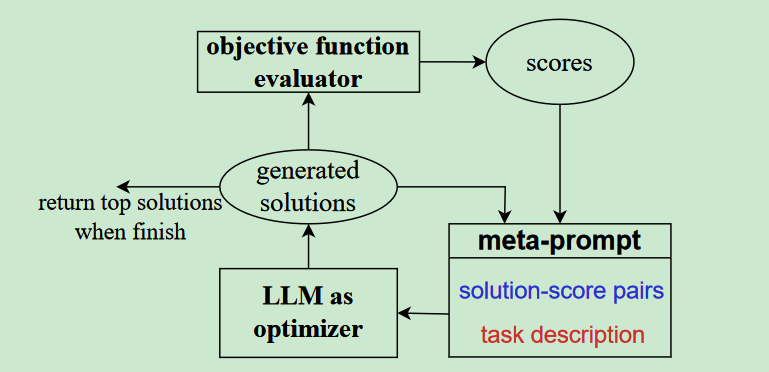 objective function
evaluator
scores
generated
solutions
return top solutions
when finish
meta-prompt
solution-score pairs
task description
LLM as
optimizer